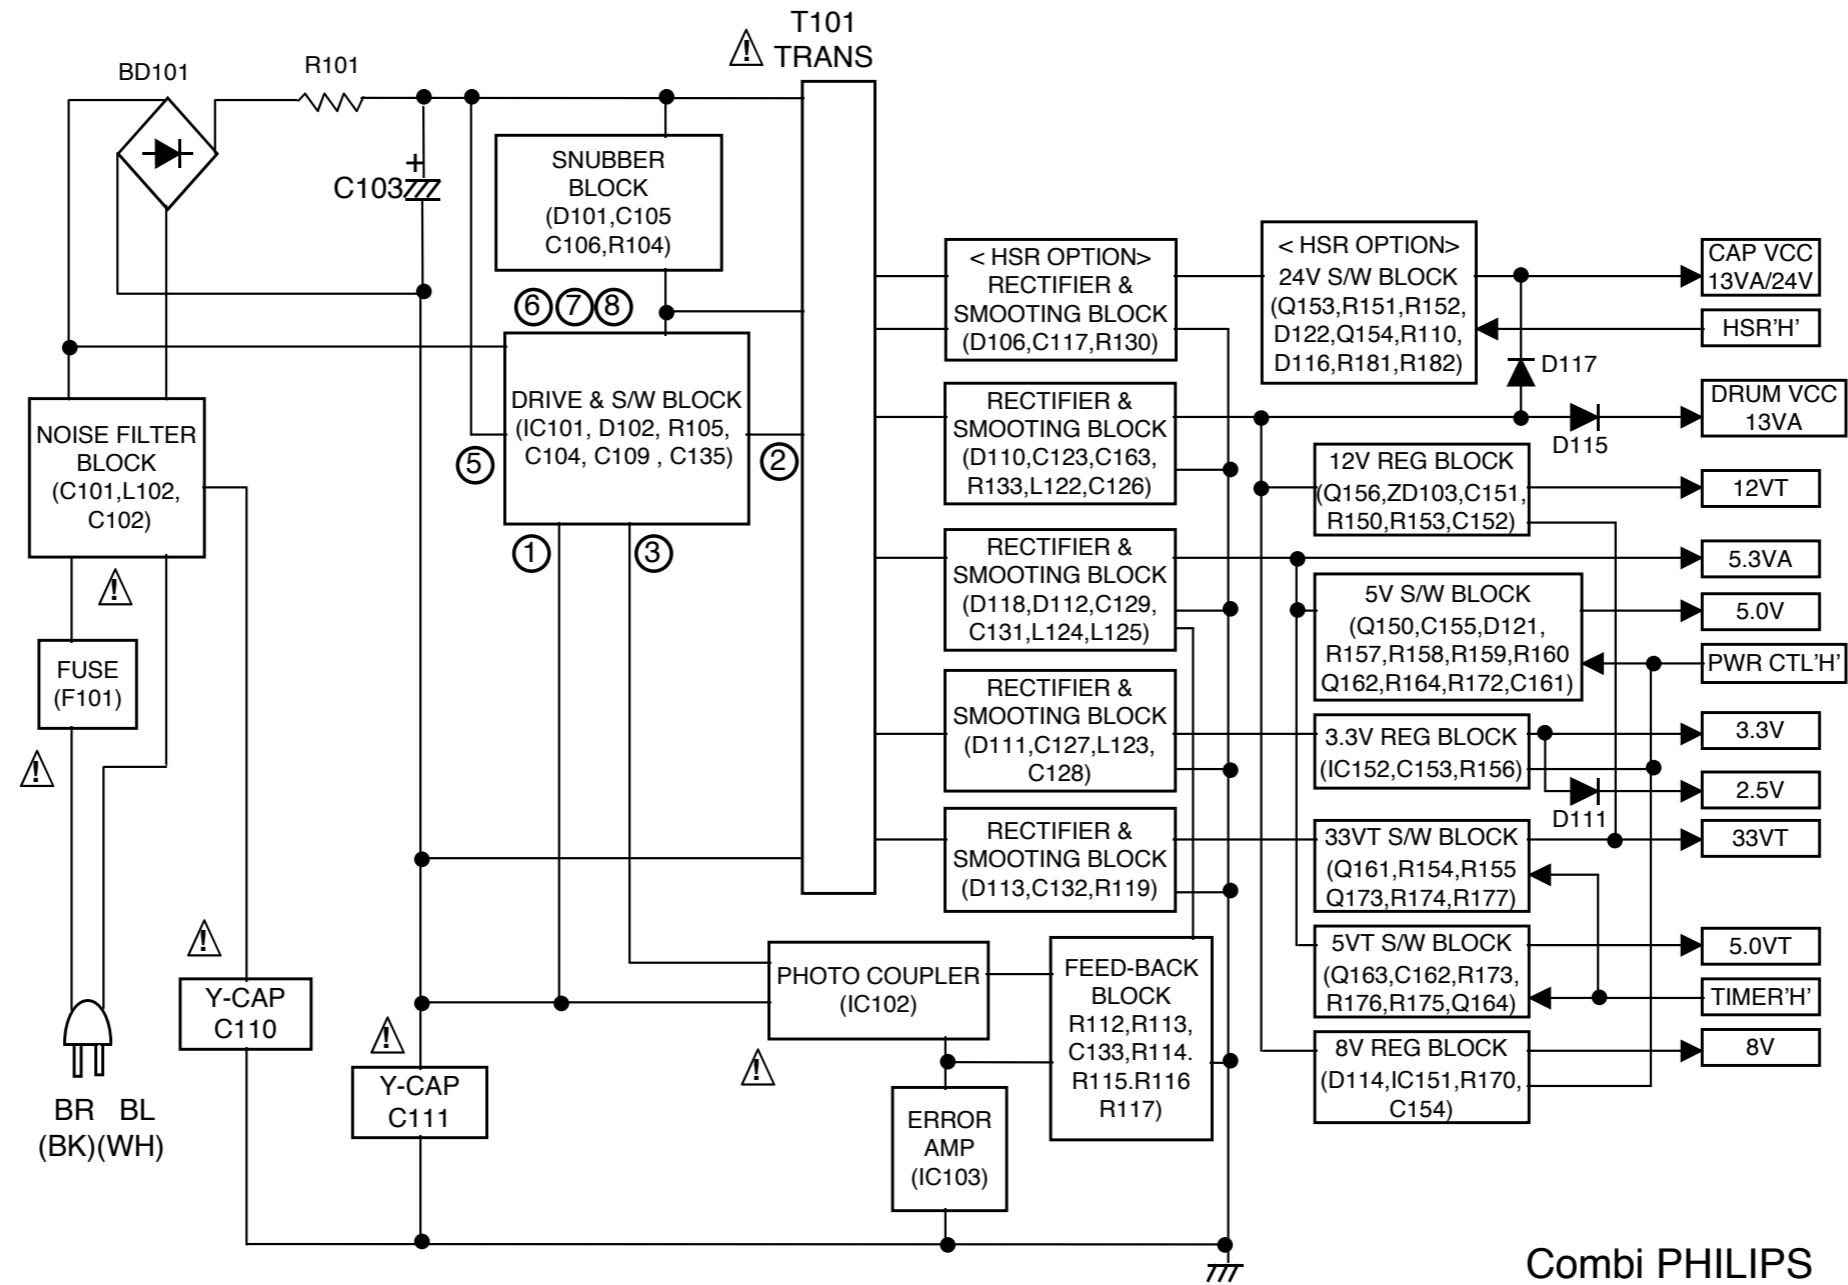 T101
TRANS
BD101
R101
+
C103
SNUBBER
BLOCK
(D101,C105
C106,R104)
6 7 8
DRIVE & S/W BLOCK
(IC101, D102, R105,
C104, C109 , C135)
5
2
1
3
NOISE FILTER
BLOCK
(C101,L102,
C102)
!
FUSE
(F101)
!
!
Y-CAP
C110
!
Y-CAP
C111
BR BL
(BK)(WH)
!
!
< HSR OPTION>
RECTIFIER &
SMOOTING BLOCK
(D106,C117,R130)
RECTIFIER &
SMOOTING BLOCK
(D110,C123,C163,
R133,L122,C126)
RECTIFIER &
SMOOTING BLOCK
(D118,D112,C129,
C131,L124,L125)
RECTIFIER &
SMOOTING BLOCK
(D111,C127,L123,
C128)
RECTIFIER &
SMOOTING BLOCK
(D113,C132,R119)
PHOTO COUPLER
(IC102)
FEED-BACK
BLOCK
R112,R113,
C133,R114.
R115.R116
R117)
ERROR
AMP
(IC103)
< HSR OPTION>
24V S/W BLOCK
(Q153,R151,R152,
D122,Q154,R110,
D116,R181,R182)
D117
D115
12V REG BLOCK
(Q156,ZD103,C151,
R150,R153,C152)
5V S/W BLOCK
(Q150,C155,D121,
R157,R158,R159,R160
Q162,R164,R172,C161)
3.3V REG BLOCK
(IC152,C153,R156)
D111
33VT S/W BLOCK
(Q161,R154,R155
Q173,R174,R177)
5VT S/W BLOCK
(Q163,C162,R173,
R176,R175,Q164)
8V REG BLOCK
(D114,IC151,R170,
C154)
CAP VCC
13VA/24V
HSR'H'
DRUM VCC
13VA
12VT
5.3VA
5.0V
PWR CTL'H'
3.3V
2.5V
33VT
5.0VT
TIMER'H'
8V
Combi PHILIPS